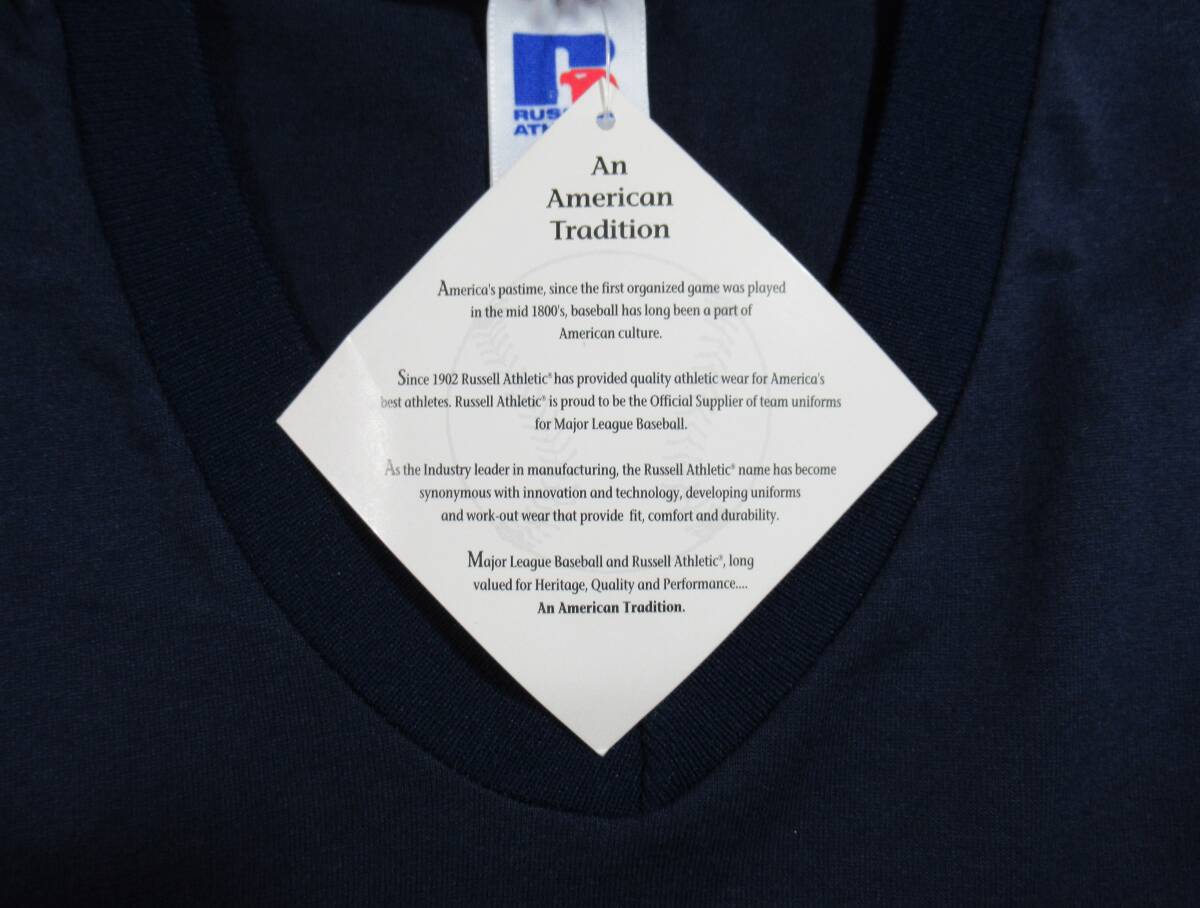 An
American
Tradition
America's pastime, since the first organized game was played
in the mid 1800's, baseball has long been a part of
American culture.
Since 1902 Russell Athletic® has provided quality athletic wear for America's
best athletes. Russell Athletic® is proud to be the Official Supplier of team uniforms
for Major League Baseball.
As the Industry leader in manufacturing, the Russell Athletic® name has become
synonymous with innovation and technology, developing uniforms
and work-out wear that provide fit, comfort and durability.
Major League Baseball and Russell Athletic®, long
valued for Heritage, Quality and Performance....
An American Tradition.